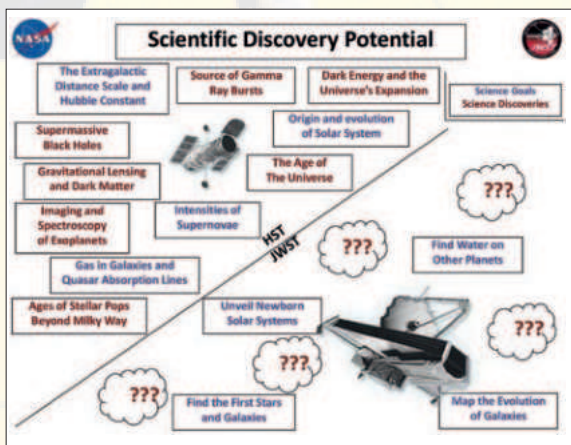 NASA
Scientific Discovery Potential
The Extragalactic
Distance Scale and
Hubble Constant
Source of Gamma
Ray Bursts
Dark Energy and the
Universe's Expansion
Science Goals
Science Discoveries
Origin and evolution
of Solar System
Supermassive
Black Holes
The Age of
The Universe
Gravitational Lensing
and Dark Matter
Imaging and
Spectroscopy
of Exoplanets
Intensities of
Supernovae
HST
JWST
???
???
Find Water on
Other Planets
Gas in Galaxies and
Quasar Absorption Lines
Ages of Stellar Pops
Beyond Milky Way
Unveil Newborn
Solar Systems
???
???
???
Find the First Stars
and Galaxies
Map the Evolution
of Galaxies